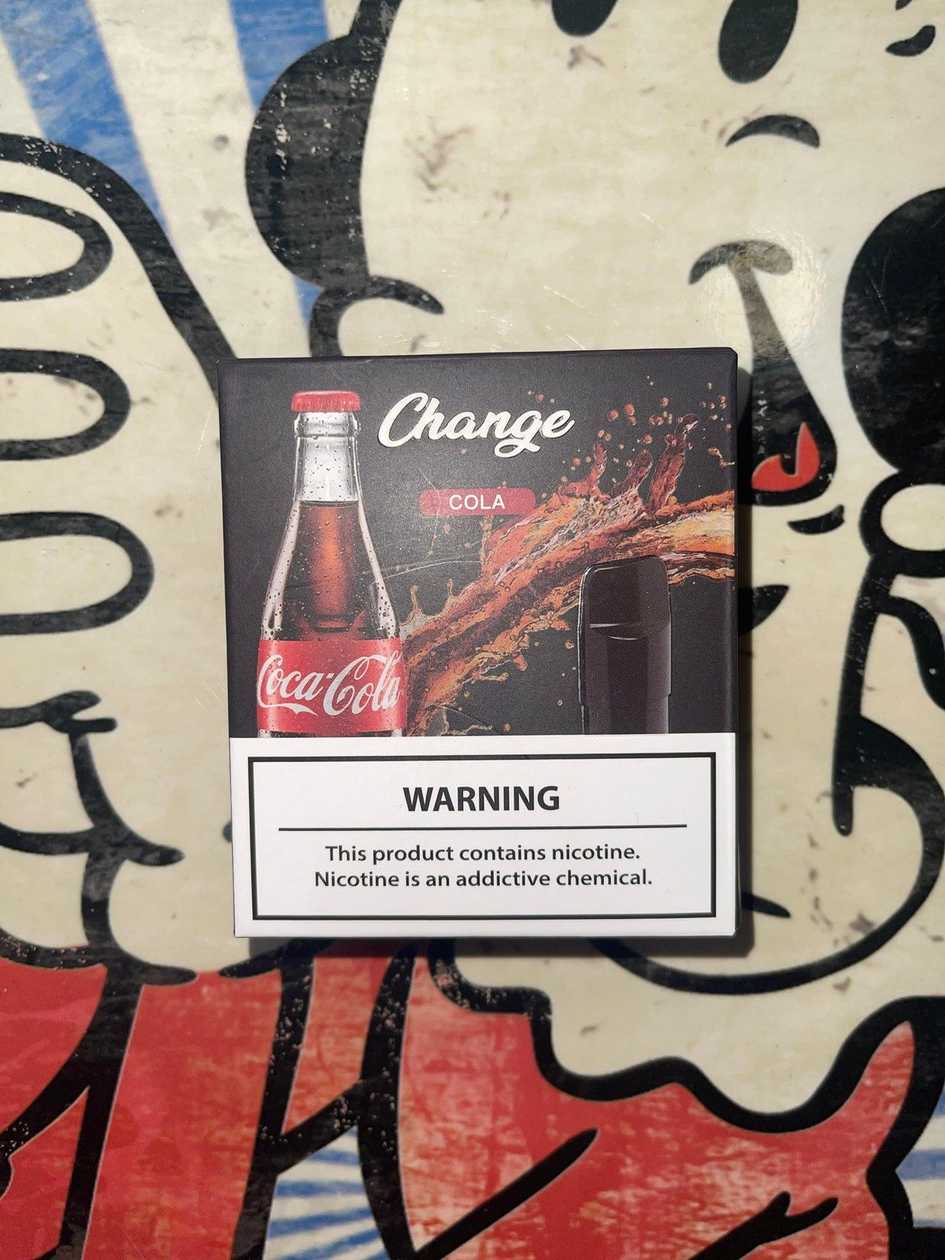 Change
COLA
Coca-Cola
WARNING
This product contains nicotine.
Nicotine is an addictive chemical.